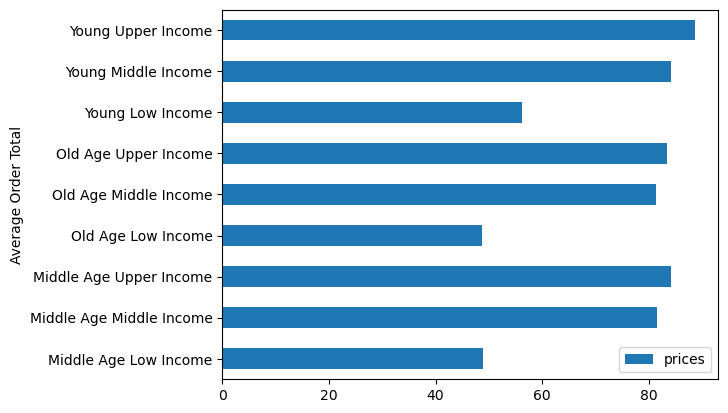 Average Order Total
Young Upper Income
Young Middle Income
Young Low Income
Old Age Upper Income
Old Age Middle Income
Old Age Low Income
Middle Age Upper Income
Middle Age Middle Income
Middle Age Low Income
prices
0 20 40 60 80